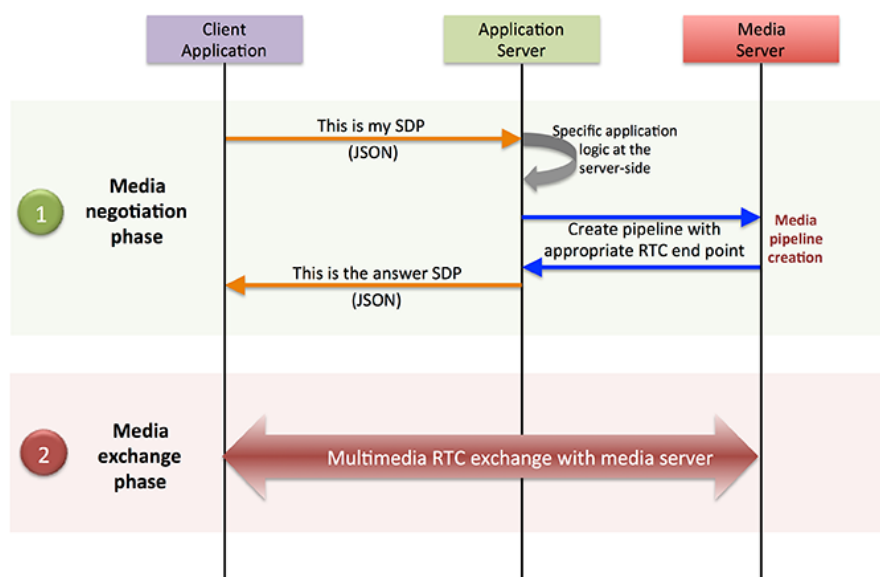 Client
Application
Application
Server
Media
Server
This is my SDP
(JSON)
Specific application
logic at the
server-side
1
Media
negotiation
phase
Create pipeline with
appropriate RTC end point
Media
pipeline
creation
This is the answer SDP
(JSON)
2
Media
exchange
phase
Multimedia RTC exchange with media server